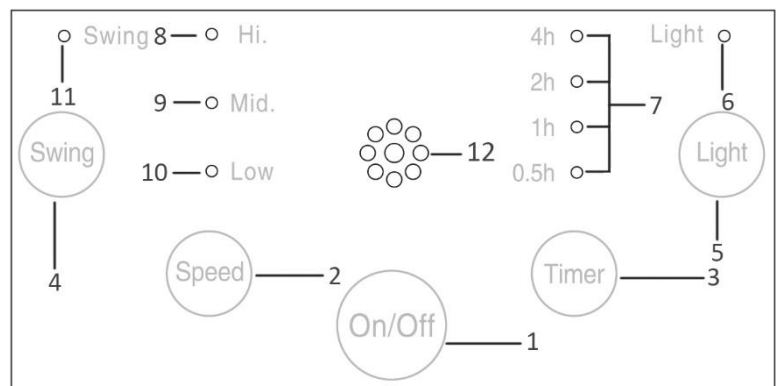 Swing 8 Hi. 4h Light
2h
11 9 Mid. 7 6
1h
Swing 12 Light
10 Low 0.5h
5
4 Speed 2 Timer 3
On/Off 1